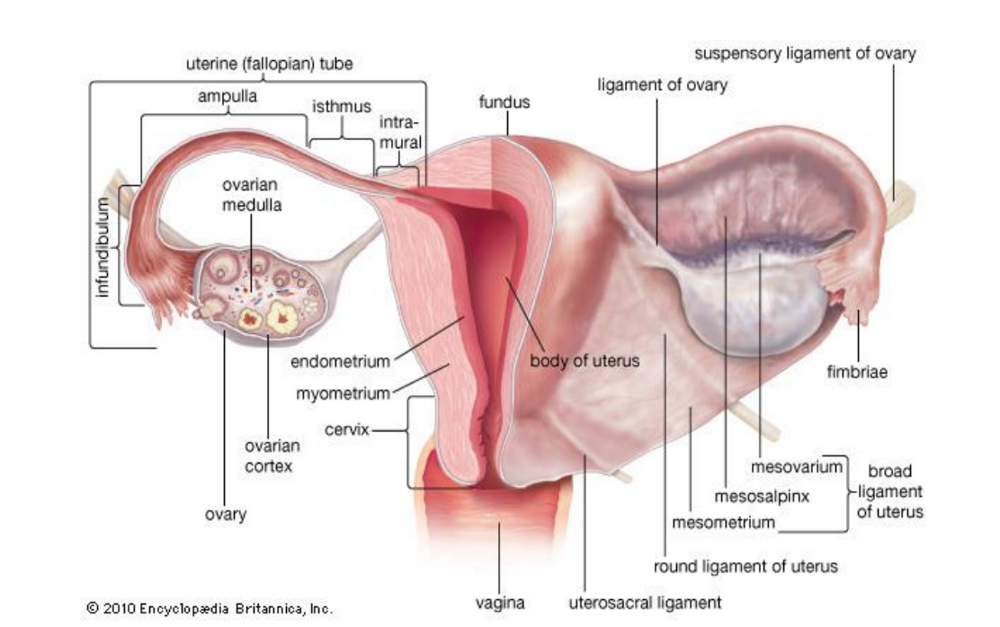 suspensory ligament of ovary
uterine (fallopian) tube
ligament of ovary
ampulla
isthmus
fundus
intra-
mural
ovarian
medulla
infundibulum
endometrium
body of uterus
fimbriae
myometrium
cervix
ovarian
cortex
mesovarium
broad
ligament
of uterus
mesosalpinx
ovary
mesometrium
round ligament of uterus
vagina
uterosacral ligament
© 2010 Encyclopædia Britannica, Inc.